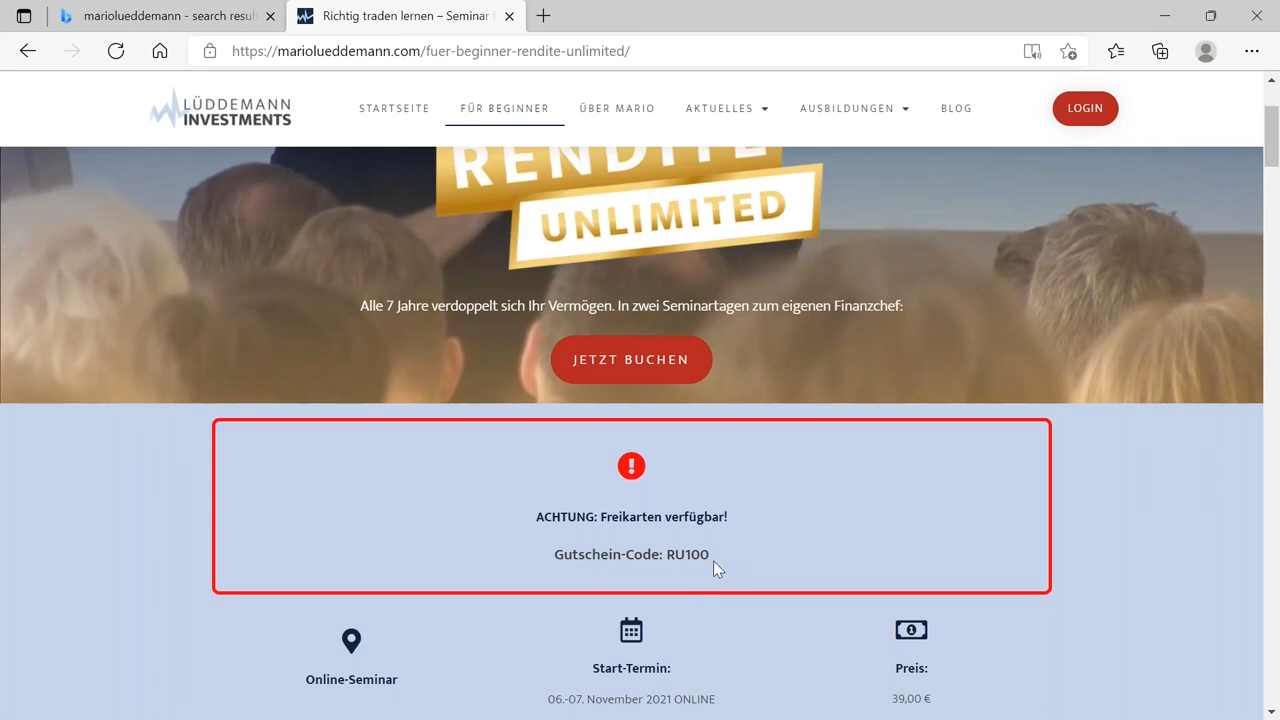 mariolueddemann - search result
Richtig traden lernen – Seminar f
https://mariolueddemann.com/fuer-beginner-rendite-unlimited/
LÜDDEMANN
INVESTMENTS
STARTSEITE
FÜR BEGINNER
ÜBER MARIO
AKTUELLES
AUSBILDUNGEN
BLOG
LOGIN
RENDITE
UNLIMITED
Alle 7 Jahre verdoppelt sich Ihr Vermögen. In zwei Seminartagen zum eigenen Finanzchef:
JETZT BUCHEN
ACHTUNG: Freikarten verfügbar!
Gutschein-Code: RU100
Online-Seminar
Start-Termin:
06.-07. November 2021 ONLINE
Preis:
39,00 €